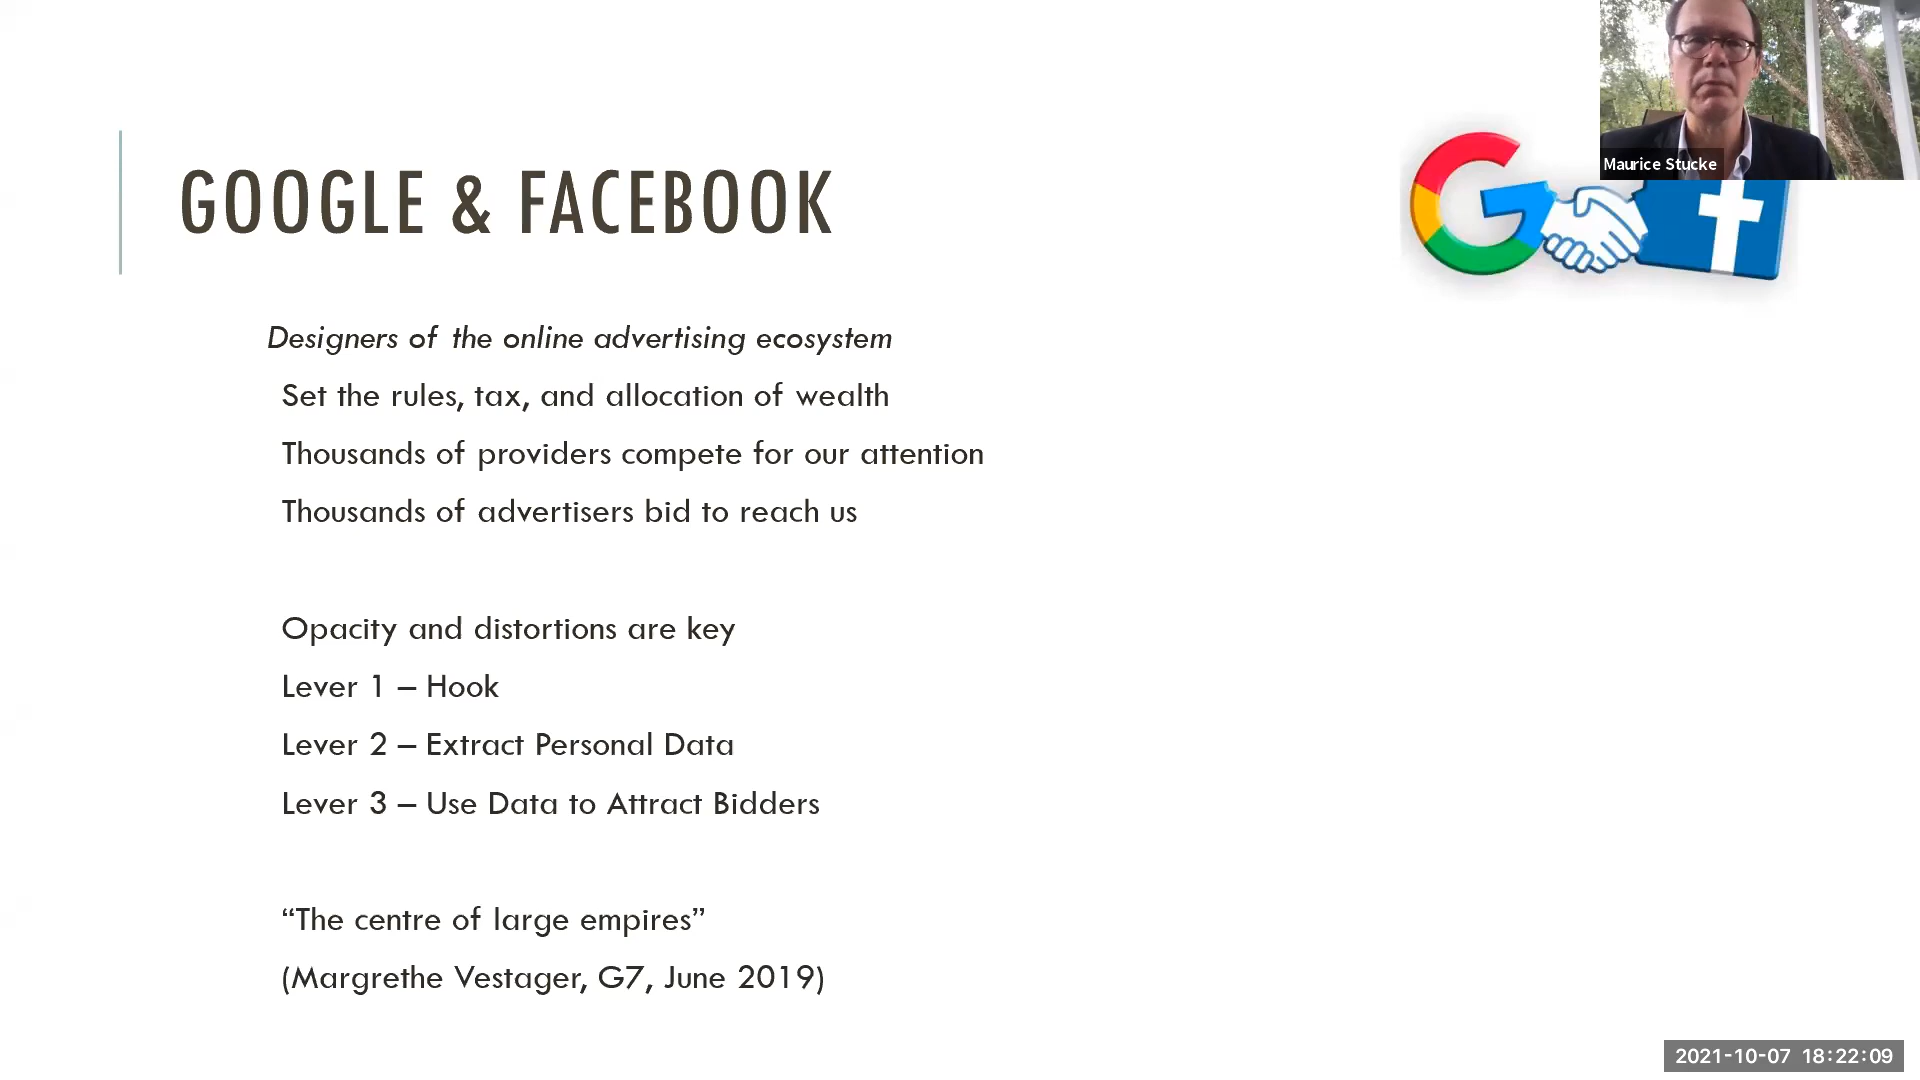 Maurice Stucke
GOOGLE & FACEBOOK
Designers of the online advertising ecosystem
Set the rules, tax, and allocation of wealth
Thousands of providers compete for our attention
Thousands of advertisers bid to reach us
Opacity and distortions are key
Lever 1 – Hook
Lever 2 – Extract Personal Data
Lever 3 – Use Data to Attract Bidders
“The centre of large empires”
(Margrethe Vestager, G7, June 2019)
2021-10-07 18:22:09